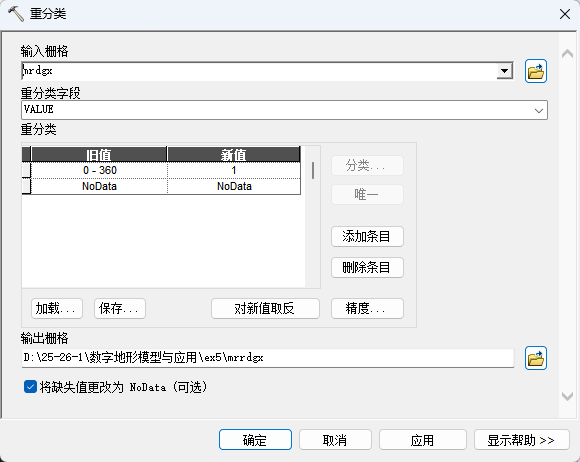 重分类
输入栅格
mrdgx
重分类字段
VALUE
重分类
旧值 新值
0 - 360 1
NoData NoData
分类...
唯一
添加条目
删除条目
加载... 保存... 对新值取反 精度...
输出栅格
D:\25-26-1\数字地形模型与应用\ex5\mrrdgx
将缺失值更改为 NoData (可选)
确定 取消 应用 显示帮助 >>